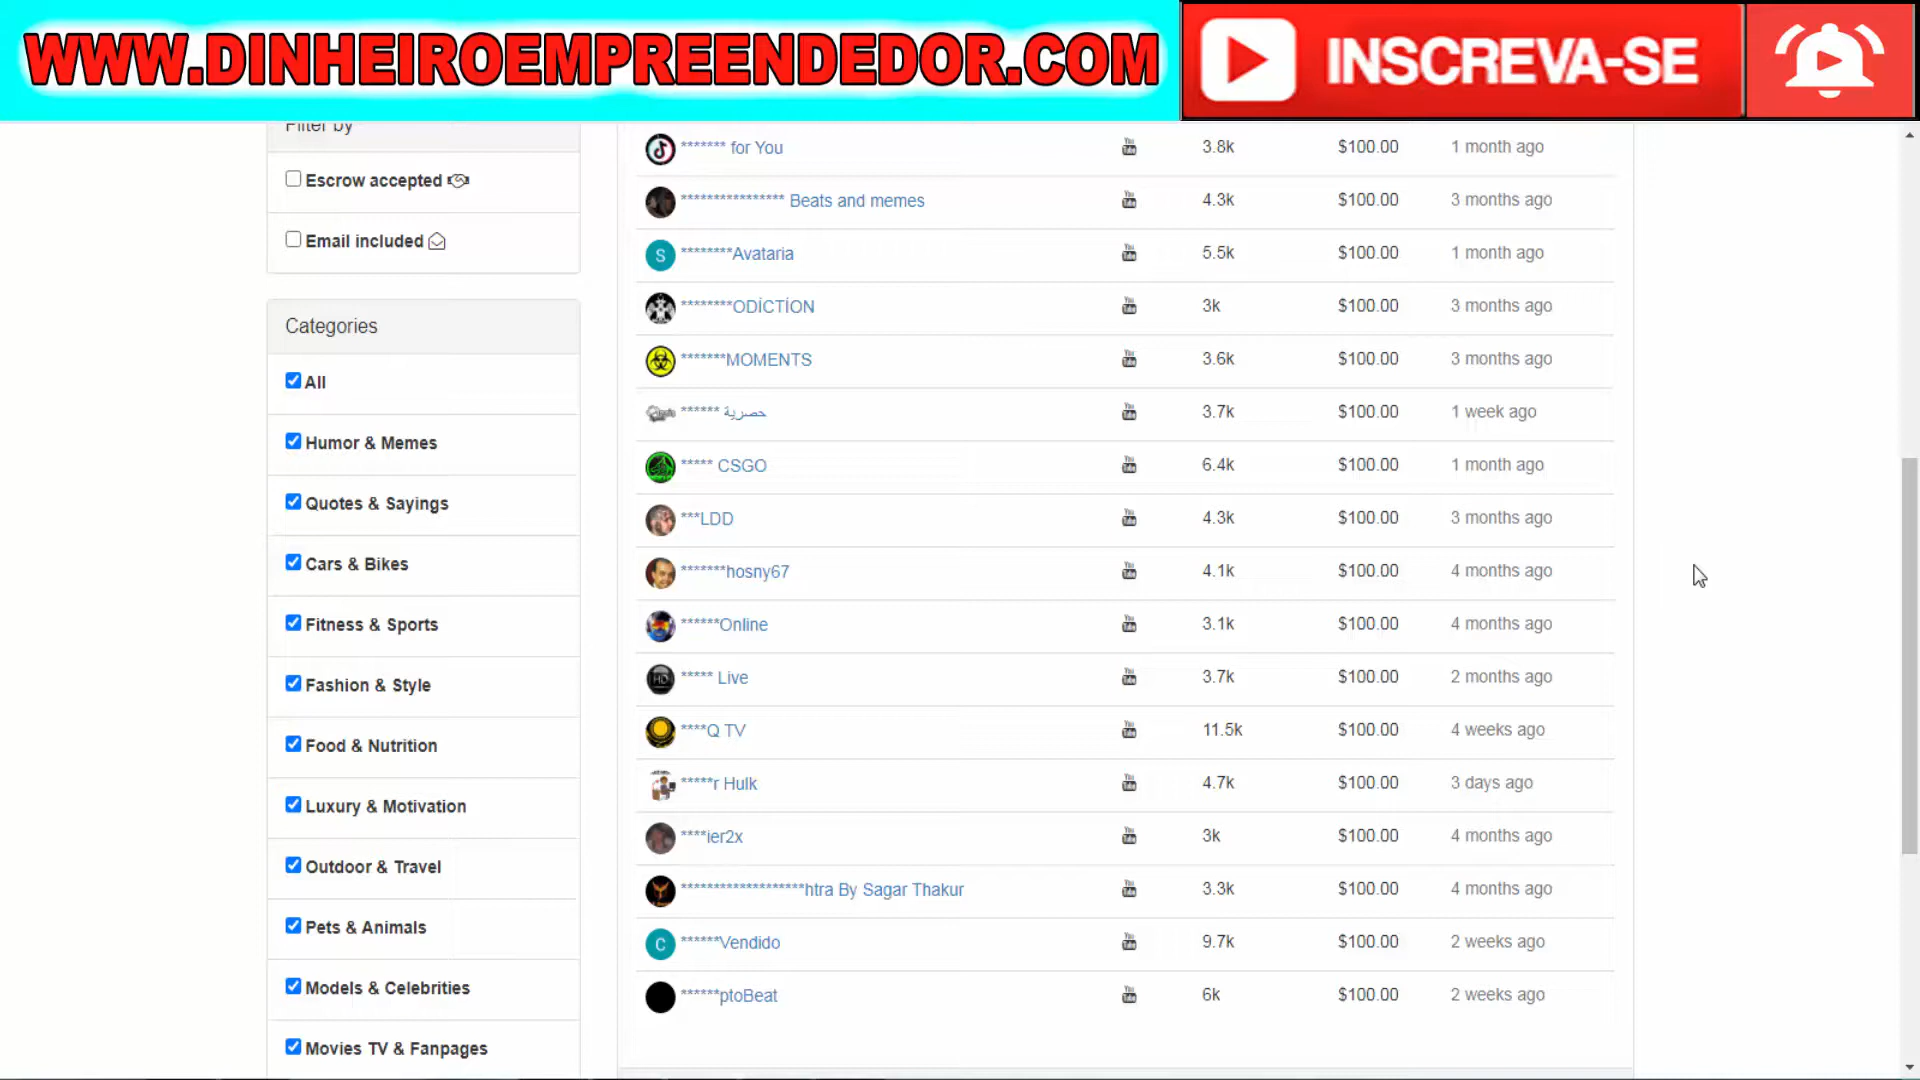 WWW.DINHEIROEMPREENDEDOR.COM
INSCREVA-SE
Filter by
Escrow accepted
Email included
Categories
All
Humor & Memes
Quotes & Sayings
Cars & Bikes
Fitness & Sports
Fashion & Style
Food & Nutrition
Luxury & Motivation
Outdoor & Travel
Pets & Animals
Models & Celebrities
Movies TV & Fanpages
******* for You 3.8k $100.00 1 month ago
**************** Beats and memes 4.3k $100.00 3 months ago
S ********Avataria 5.5k $100.00 1 month ago
********ODİCTİON 3k $100.00 3 months ago
*******MOMENTS 3.6k $100.00 3 months ago
****** حصرية 3.7k $100.00 1 week ago
***** CSGO 6.4k $100.00 1 month ago
***LDD 4.3k $100.00 3 months ago
*******hosny67 4.1k $100.00 4 months ago
******Online 3.1k $100.00 4 months ago
HD ***** Live 3.7k $100.00 2 months ago
****Q TV 11.5k $100.00 4 weeks ago
*****r Hulk 4.7k $100.00 3 days ago
****ier2x 3k $100.00 4 months ago
*******************htra By Sagar Thakur 3.3k $100.00 4 months ago
C ******Vendido 9.7k $100.00 2 weeks ago
******ptoBeat 6k $100.00 2 weeks ago